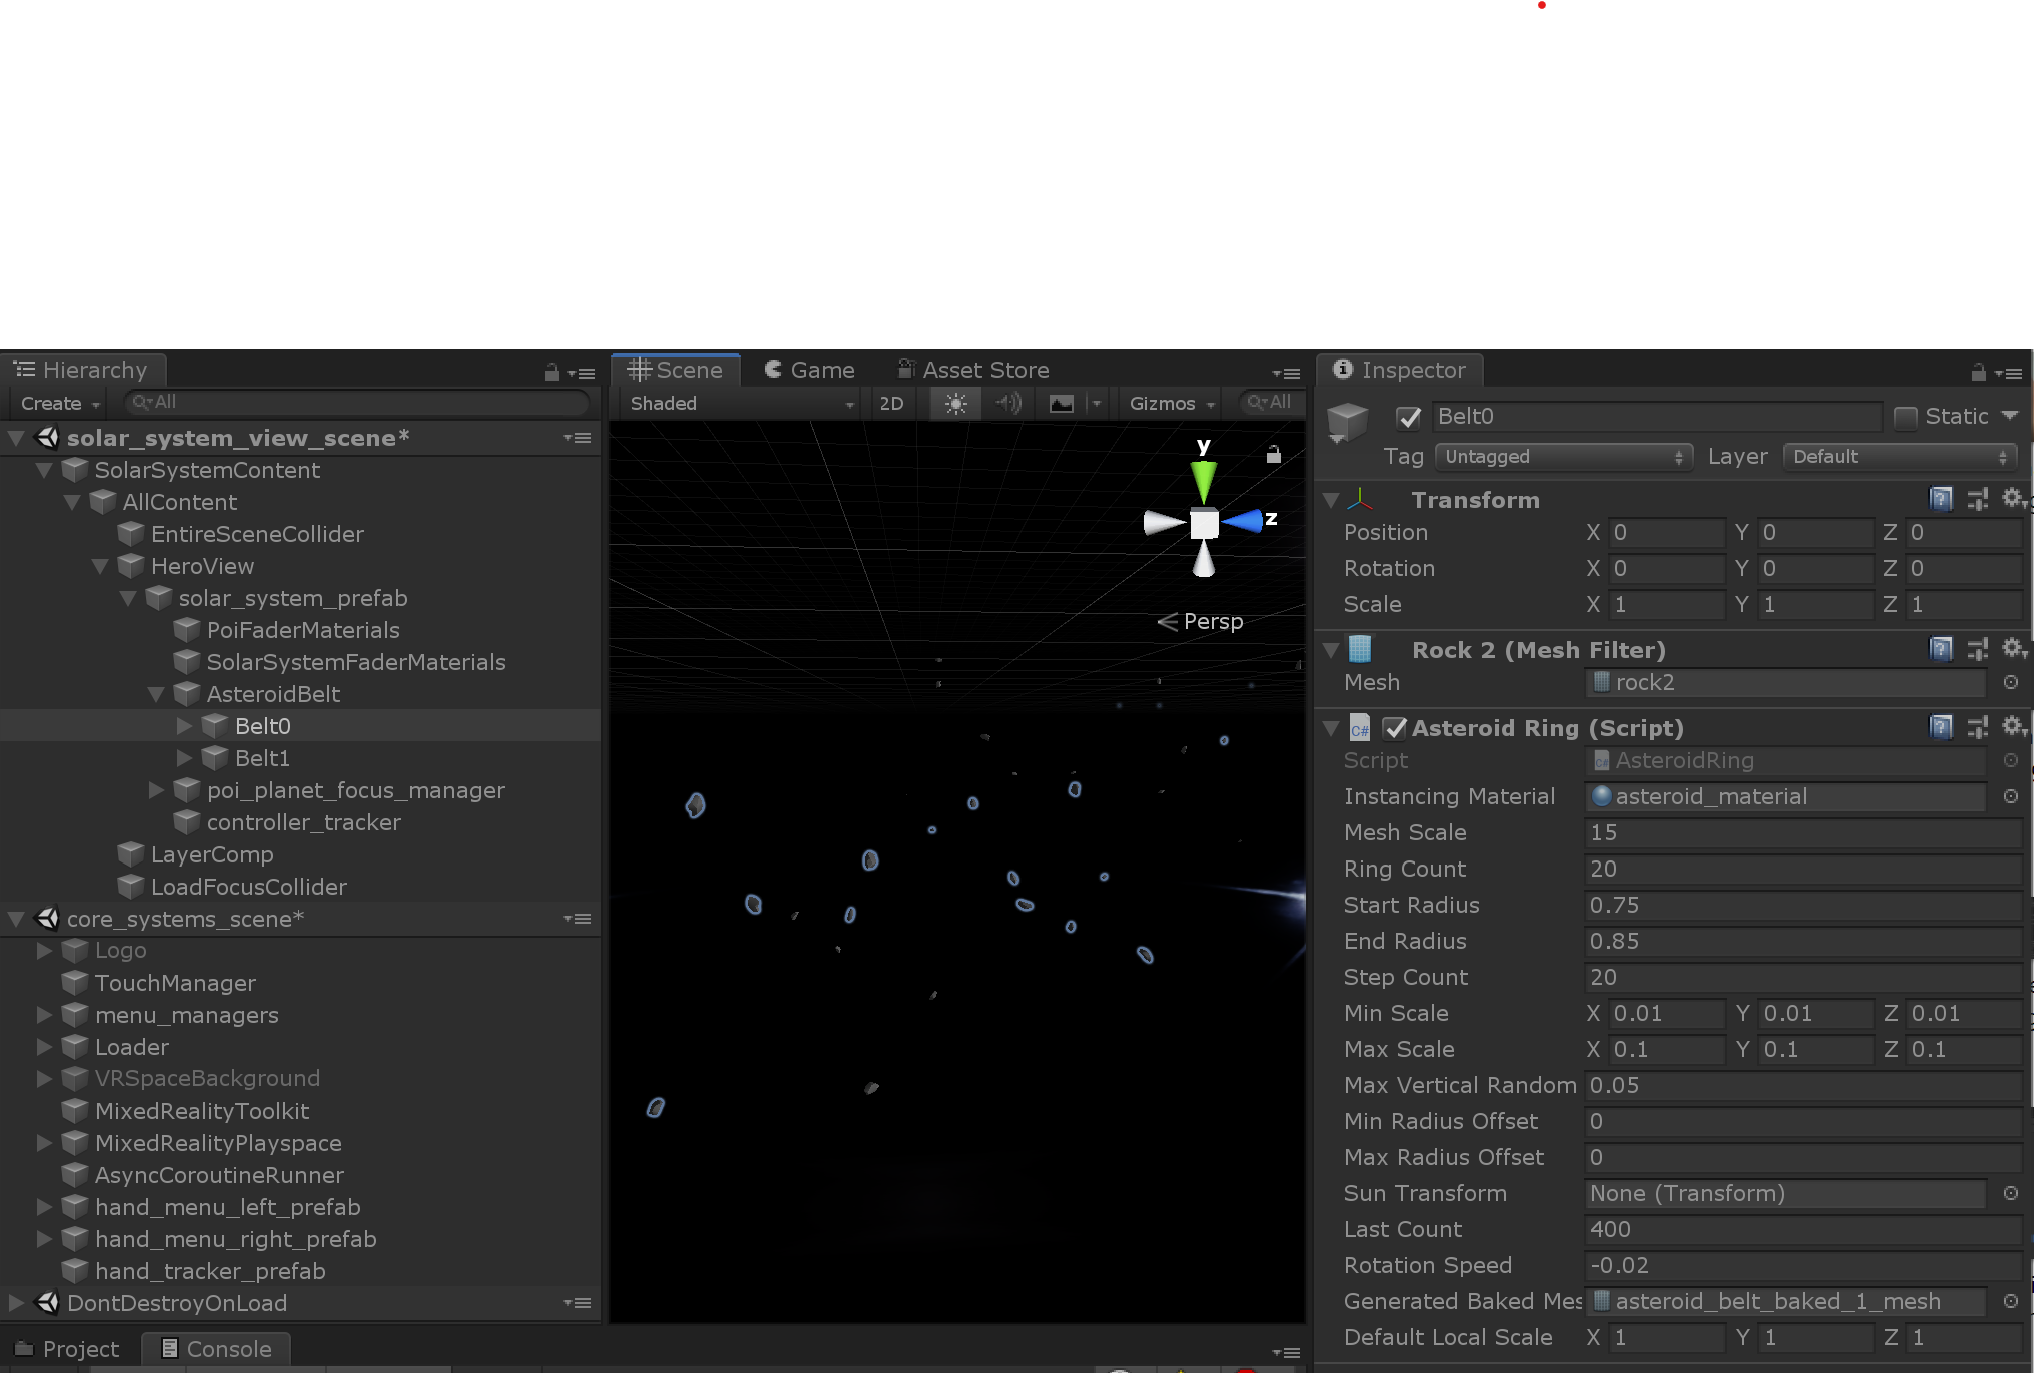 Hierarchy
Create All
solar_system_view_scene*
SolarSystemContent
AllContent
EntireSceneCollider
HeroView
solar_system_prefab
PoiFaderMaterials
SolarSystemFaderMaterials
AsteroidBelt
Belt0
Belt1
poi_planet_focus_manager
controller_tracker
LayerComp
LoadFocusCollider
core_systems_scene*
Logo
TouchManager
menu_managers
Loader
VRSpaceBackground
MixedRealityToolkit
MixedRealityPlayspace
AsyncCoroutineRunner
hand_menu_left_prefab
hand_menu_right_prefab
hand_tracker_prefab
DontDestroyOnLoad
Project Console
Scene Game Asset Store
Shaded 2D Gizmos All
y
z
Persp
Inspector
Belt0 Static
Tag Untagged Layer Default
Transform
Position X 0 Y 0 Z 0
Rotation X 0 Y 0 Z 0
Scale X 1 Y 1 Z 1
Rock 2 (Mesh Filter)
Mesh rock2
C# Asteroid Ring (Script)
Script AsteroidRing
Instancing Material asteroid_material
Mesh Scale 15
Ring Count 20
Start Radius 0.75
End Radius 0.85
Step Count 20
Min Scale X 0.01 Y 0.01 Z 0.01
Max Scale X 0.1 Y 0.1 Z 0.1
Max Vertical Random 0.05
Min Radius Offset 0
Max Radius Offset 0
Sun Transform None (Transform)
Last Count 400
Rotation Speed -0.02
Generated Baked Mes asteroid_belt_baked_1_mesh
Default Local Scale X 1 Y 1 Z 1